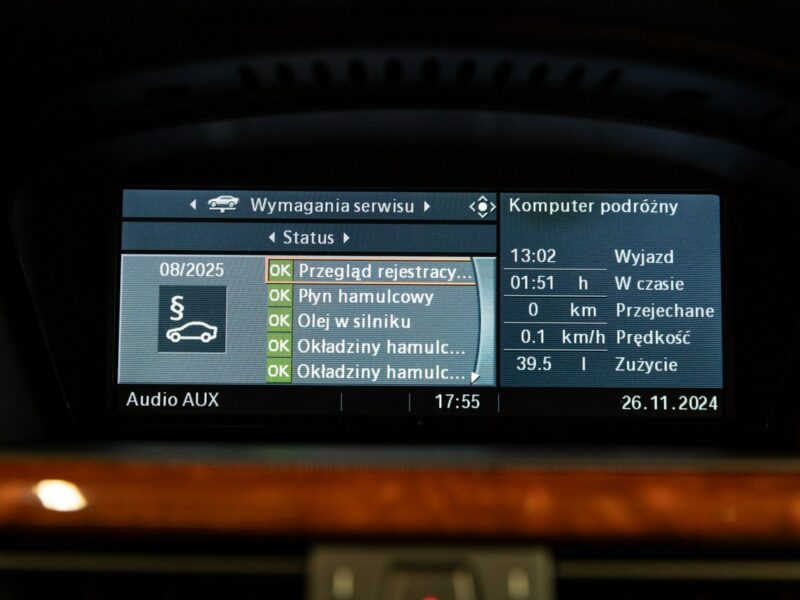 Wymagania serwisu
Status
08/2025
§
OK Przegląd rejestracy...
OK Płyn hamulcowy
OK Olej w silniku
OK Okładziny hamulc...
OK Okładziny hamulc...
Komputer podróżny
13:02 Wyjazd
01:51 h W czasie
0 km Przejechane
0.1 km/h Prędkość
39.5 l Zużycie
Audio AUX 17:55 26.11.2024